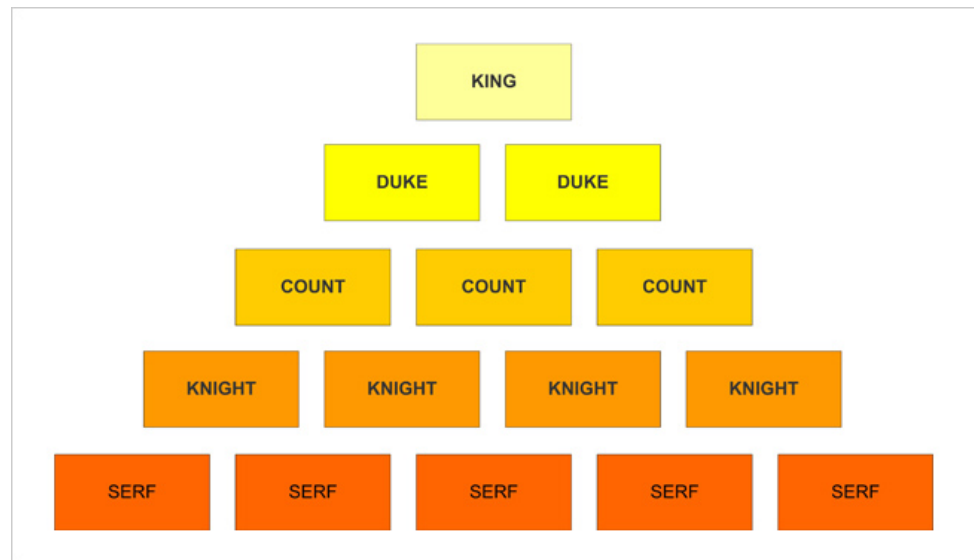 KING
DUKE DUKE
COUNT COUNT COUNT
KNIGHT KNIGHT KNIGHT KNIGHT
SERF SERF SERF SERF SERF